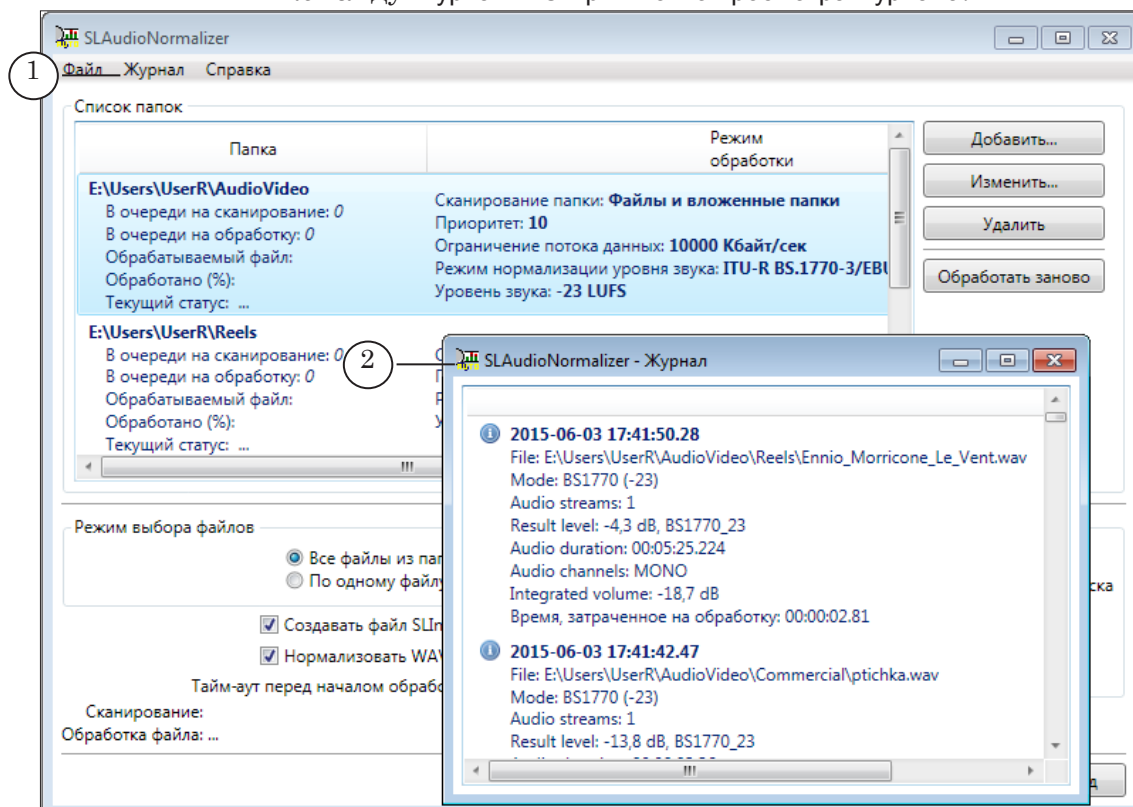 SLAudioNormalizer
1
Файл Журнал Справка
Список папок
Папка
Режим
обработки
E:\Users\UserR\AudioVideo
В очереди на сканирование: 0
В очереди на обработку: 0
Обрабатываемый файл:
Обработано (%):
Текущий статус: ...
Сканирование папки: Файлы и вложенные папки
Приоритет: 10
Ограничение потока данных: 10000 Кбайт/сек
Режим нормализации уровня звука: ITU-R BS.1770-3/EBU
Уровень звука: -23 LUFS
Добавить...
Изменить...
Удалить
Обработать заново
E:\Users\UserR\Reels
В очереди на сканирование: 0
В очереди на обработку: 0
Обрабатываемый файл:
Обработано (%):
Текущий статус: ...
2
SLAudioNormalizer - Журнал
2015-06-03 17:41:50.28
File: E:\Users\UserR\AudioVideo\Reels\Ennio_Morricone_Le_Vent.wav
Mode: BS1770 (-23)
Audio streams: 1
Result level: -4,3 dB, BS1770_23
Audio duration: 00:05:25.224
Audio channels: MONO
Integrated volume: -18,7 dB
Время, затраченное на обработку: 00:00:02.81
2015-06-03 17:41:42.47
File: E:\Users\UserR\AudioVideo\Commercial\ptichka.wav
Mode: BS1770 (-23)
Audio streams: 1
Result level: -13,8 dB, BS1770_23
Режим выбора файлов
Все файлы из пап
По одному файлу
ска
Создавать файл SLIn
Нормализовать WAV
Тайм-аут перед началом обрабо
Сканирование:
Обработка файла: ...